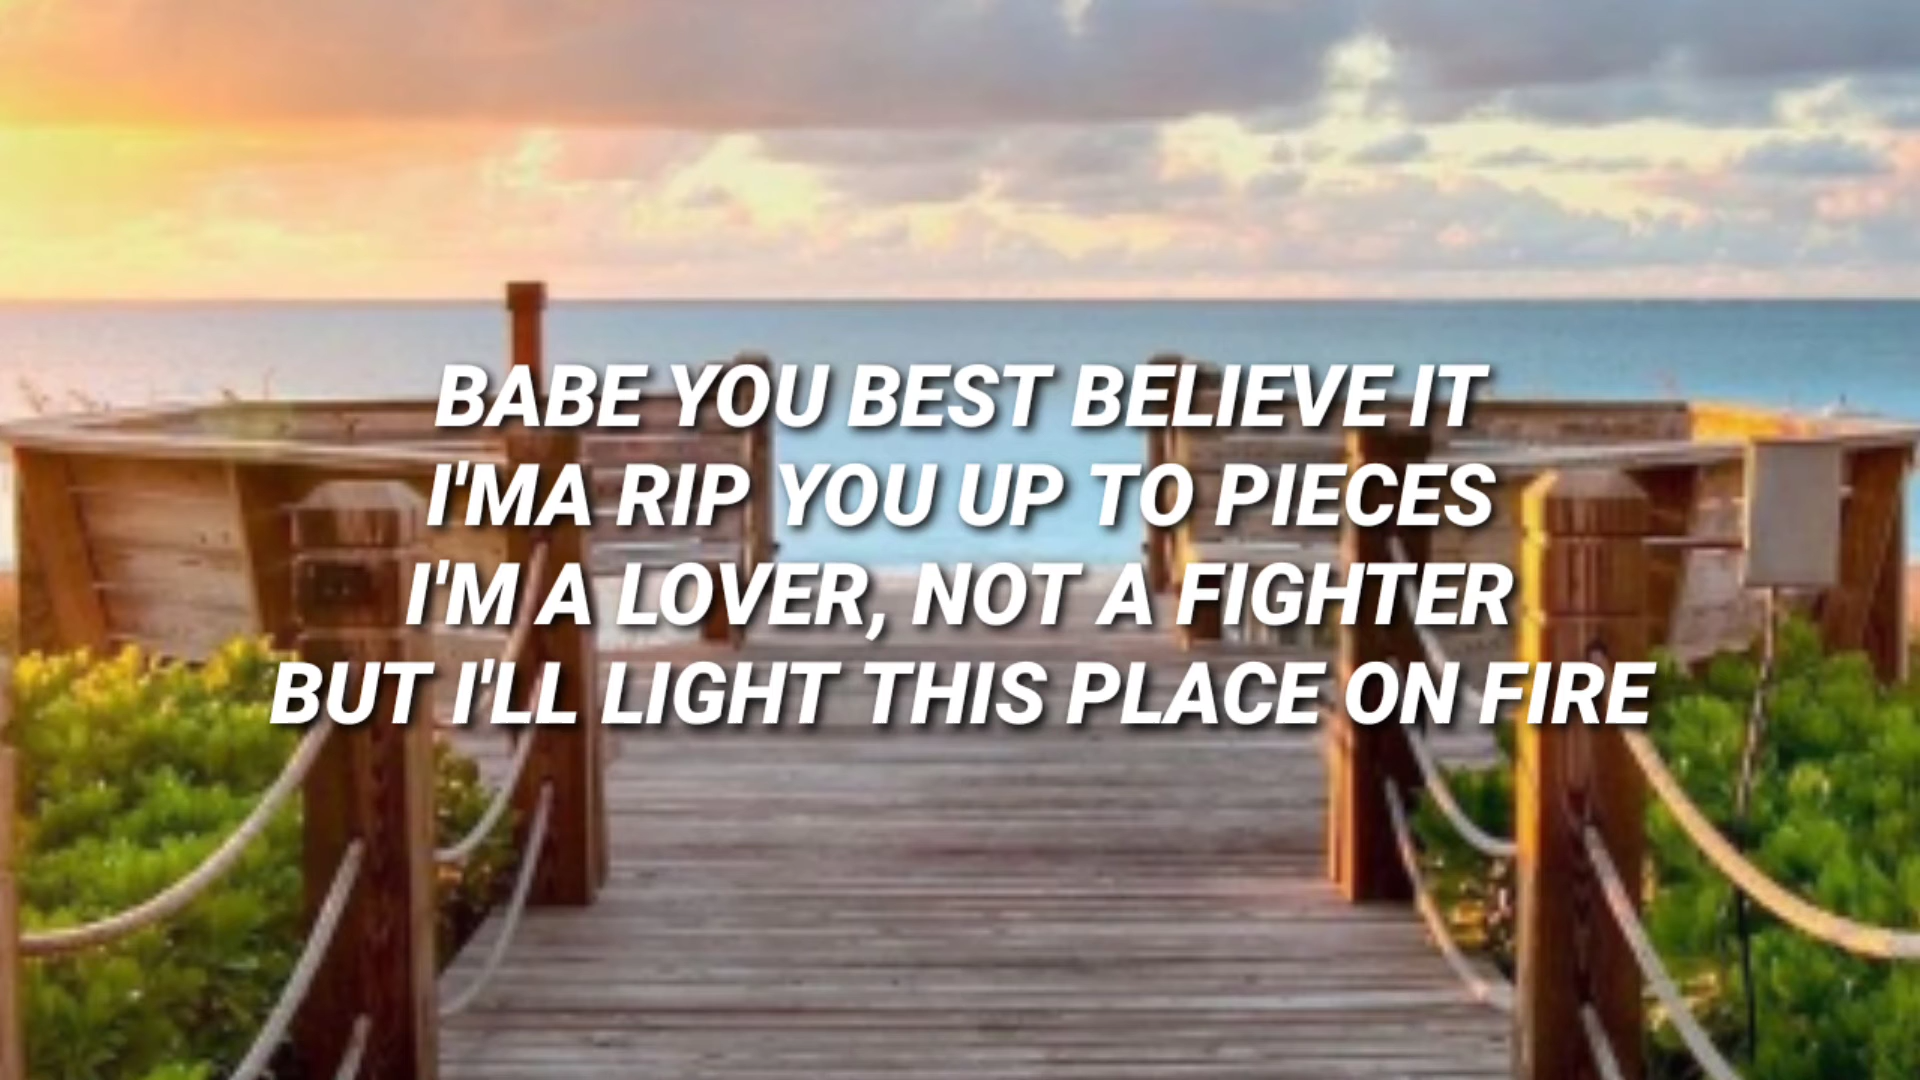 BABE YOU BEST BELIEVE IT
I'MA RIP YOU UP TO PIECES
I'M A LOVER, NOT A FIGHTER
BUT I'LL LIGHT THIS PLACE ON FIRE